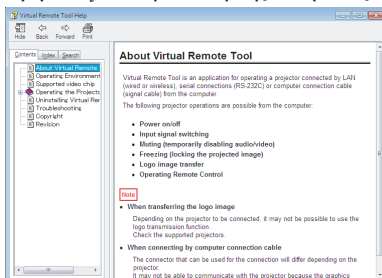 Virtual Remote Tool Help
Hide Back Forward Print
Contents Index Search
About Virtual Remote
Operating Environment
Supported video chip
Operating the Projecto
Uninstalling Virtual Rer
Troubleshooting
Copyright
Revision
About Virtual Remote Tool
Virtual Remote Tool is an application for operating a projector connected by LAN
(wired or wireless), serial connections (RS-232C) or computer connection cable
(signal cable) from the computer.
The following projector operations are possible from the computer:
• Power on/off
• Input signal switching
• Muting (temporarily disabling audio/video)
• Freezing (locking the projected image)
• Logo image transfer
• Operating Remote Control
Note
• When transferring the logo image
Depending on the projector to be connected, it may not be possible to use the
logo transmission function.
Check the supported projectors.
• When connecting by computer connection cable
The connector that can be used for the connection will differ depending on the
projector.
It may not be able to communicate with the projector because the graphics